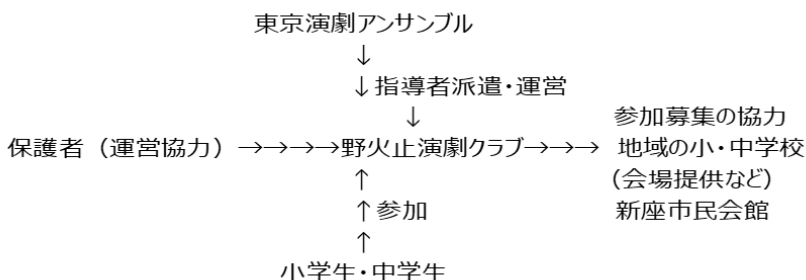 東京演劇アンサンブル
↓
↓指導者派遣・運営
↓ 参加募集の協力
保護者（運営協力）→→→→野火止演劇クラブ→→→ 地域の小・中学校
↑ (会場提供など)
↑参加 新座市民会館
↑
小学生・中学生